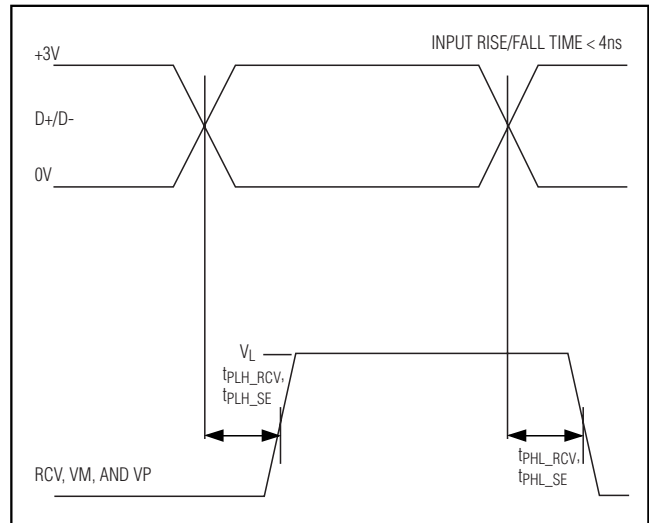 INPUT RISE/FALL TIME < 4ns
+3V
D+/D-
0V
VL
tPLH_RCV,
tPLH_SE
tPHL_RCV,
tPHL_SE
RCV, VM, AND VP